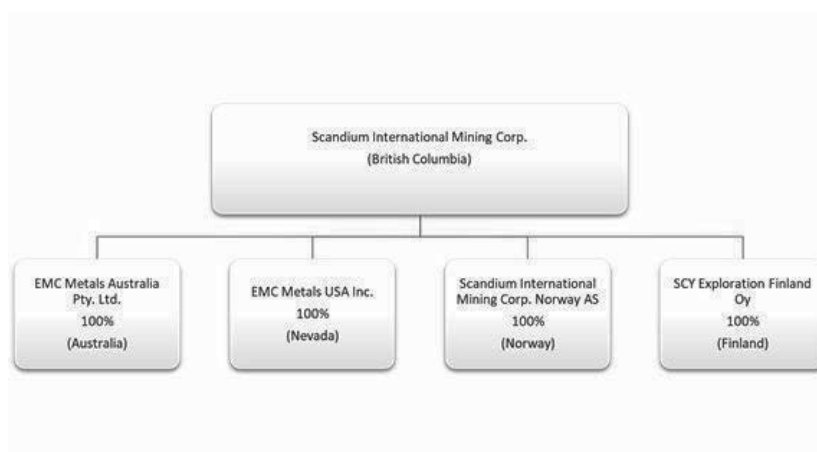 Scandium International Mining Corp.
(British Columbia)
EMC Metals Australia
Pty. Ltd.
100%
(Australia)
EMC Metals USA Inc.
100%
(Nevada)
Scandium International
Mining Corp. Norway AS
100%
(Norway)
SCY Exploration Finland
Oy
100%
(Finland)